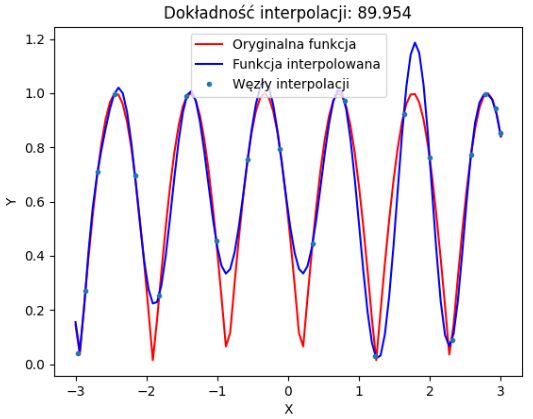 Dokładność interpolacji: 89.954
Oryginalna funkcja
Funkcja interpolowana
Węzły interpolacji
1.2
1.0
0.8
0.6
0.4
0.2
0.0
Y
−3
−2
−1
0
1
2
3
X